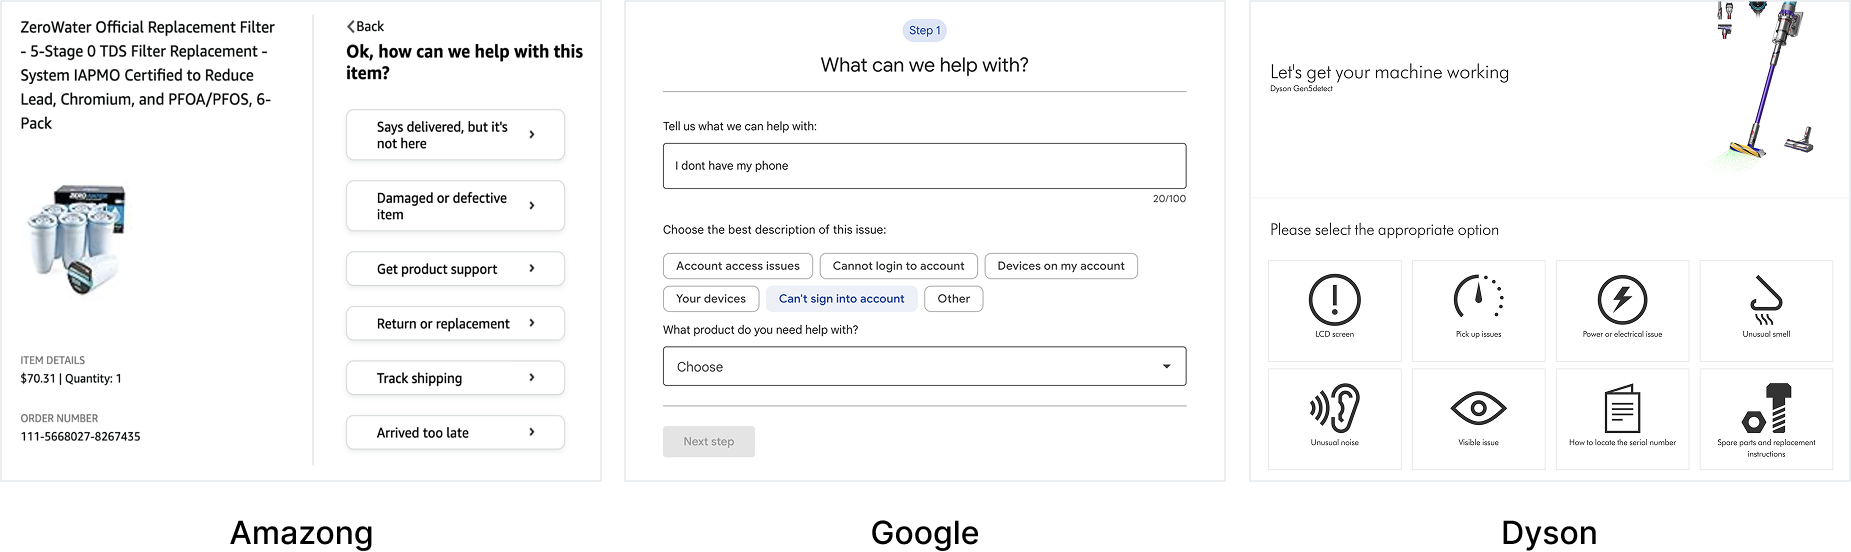 ZeroWater Official Replacement Filter
- 5-Stage 0 TDS Filter Replacement -
System IAPMO Certified to Reduce
Lead, Chromium, and PFOA/PFOS, 6-
Pack
ITEM DETAILS
$70.31 | Quantity: 1
ORDER NUMBER
111-5668027-8267435
Back
Ok, how can we help with this
item?
Says delivered, but it's
not here
Damaged or defective
item
Get product support
Return or replacement
Track shipping
Arrived too late
Amazong
Step 1
What can we help with?
Tell us what we can help with:
I dont have my phone
20/100
Choose the best description of this issue:
Account access issues
Cannot login to account
Devices on my account
Your devices
Can't sign into account
Other
What product do you need help with?
Choose
Next step
Google
Let's get your machine working
Dyson Gen5detect
Please select the appropriate option
LCD screen
Pick up issues
Power or electrical issue
Unusual smell
Unusual noise
Visible issue
How to locate the serial number
Spare parts and replacement
instructions
Dyson